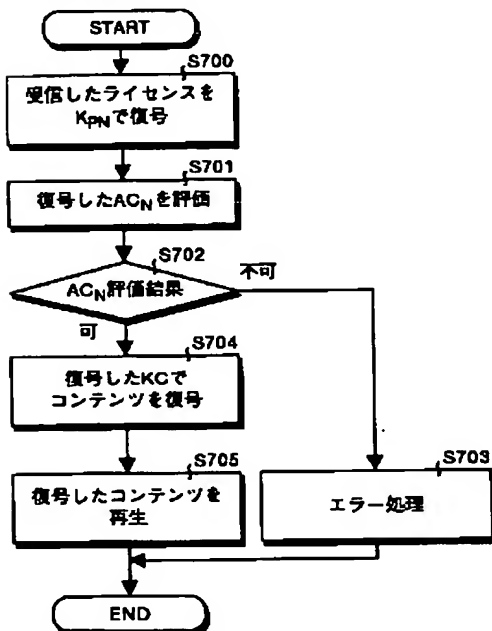 START
S700
受信したライセンスを
KPNで復号
S701
復号したACNを評価
S702
ACN評価結果
不可
可
S704
復号したKCで
コンテンツを復号
S705
復号したコンテンツを
再生
S703
エラー処理
END